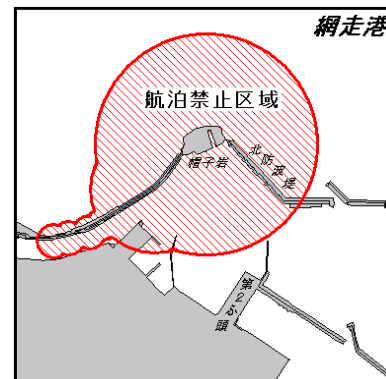 網走港
航泊禁止区域
帽子岩
北防波堤
第2ふ頭